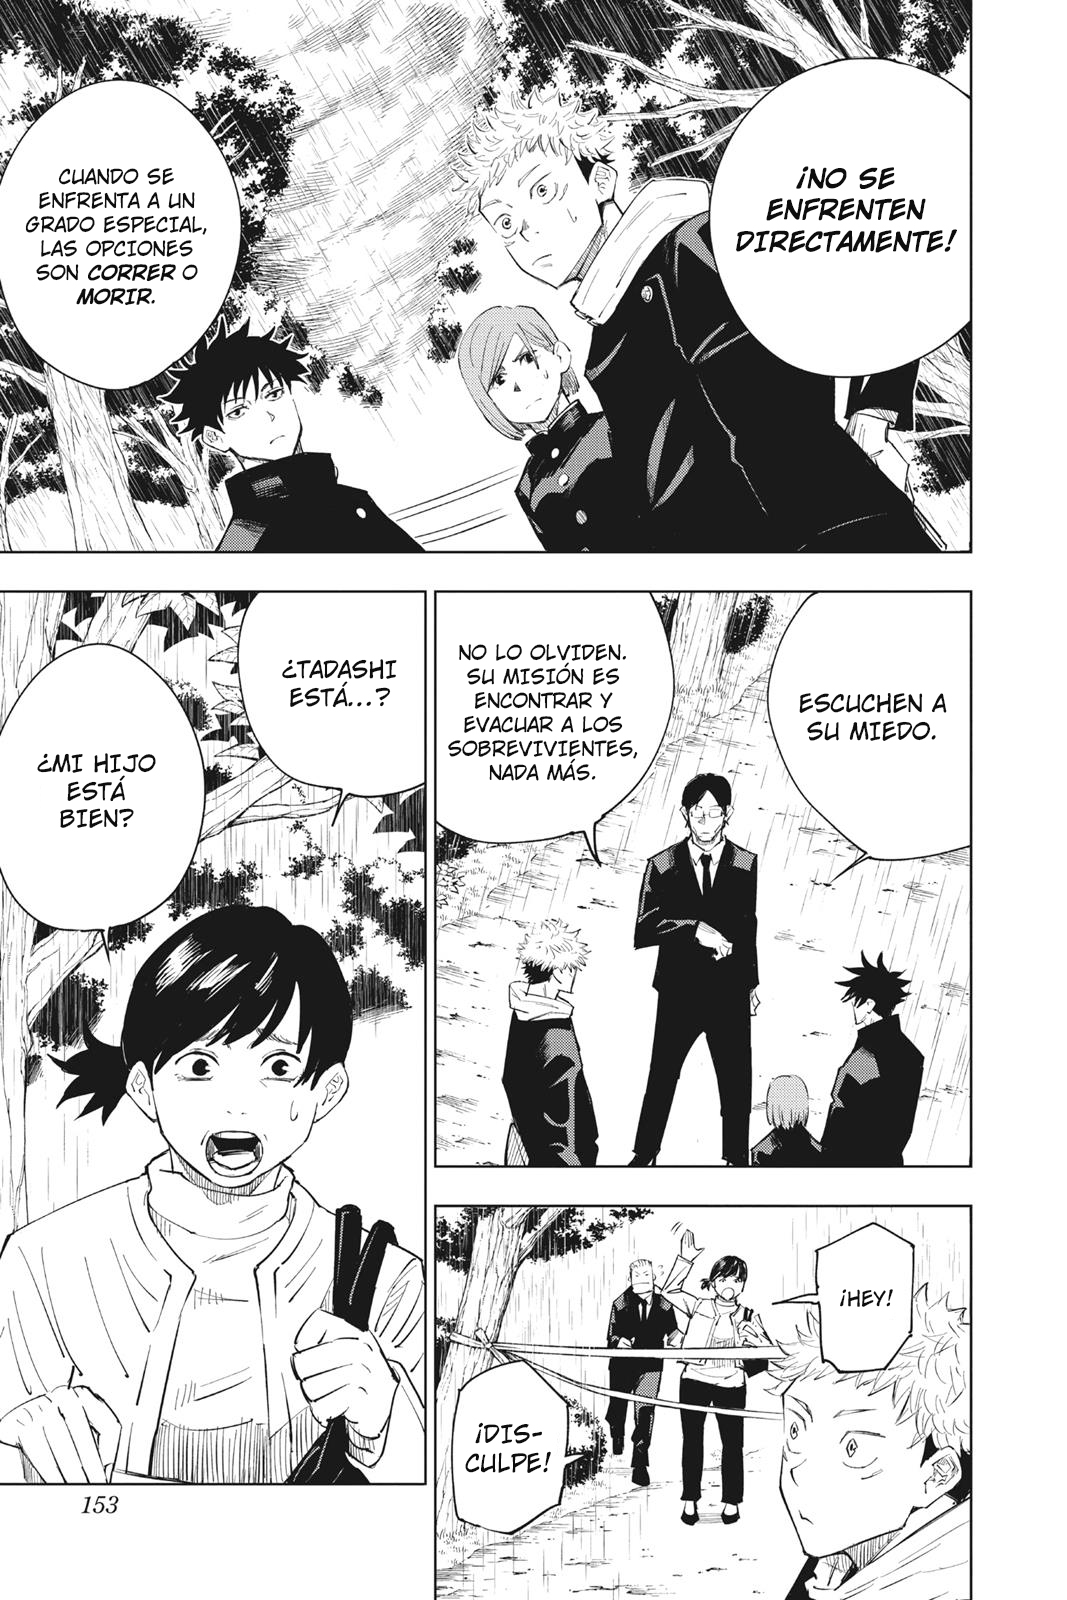 ¡NO SE
ENFRENTEN
DIRECTAMENTE!
CUANDO SE
ENFRENTA A UN
GRADO ESPECIAL,
LAS OPCIONES
SON CORRER O
MORIR.
ESCUCHEN A
SU MIEDO.
NO LO OLVIDEN.
SU MISIÓN ES
ENCONTRAR Y
EVACUAR A LOS
SOBREVIVIENTES,
NADA MÁS.
¡HEY!
¡DIS-
CULPE!
¿TADASHI
ESTÁ...?
¿MI HIJO
ESTÁ
BIEN?
153